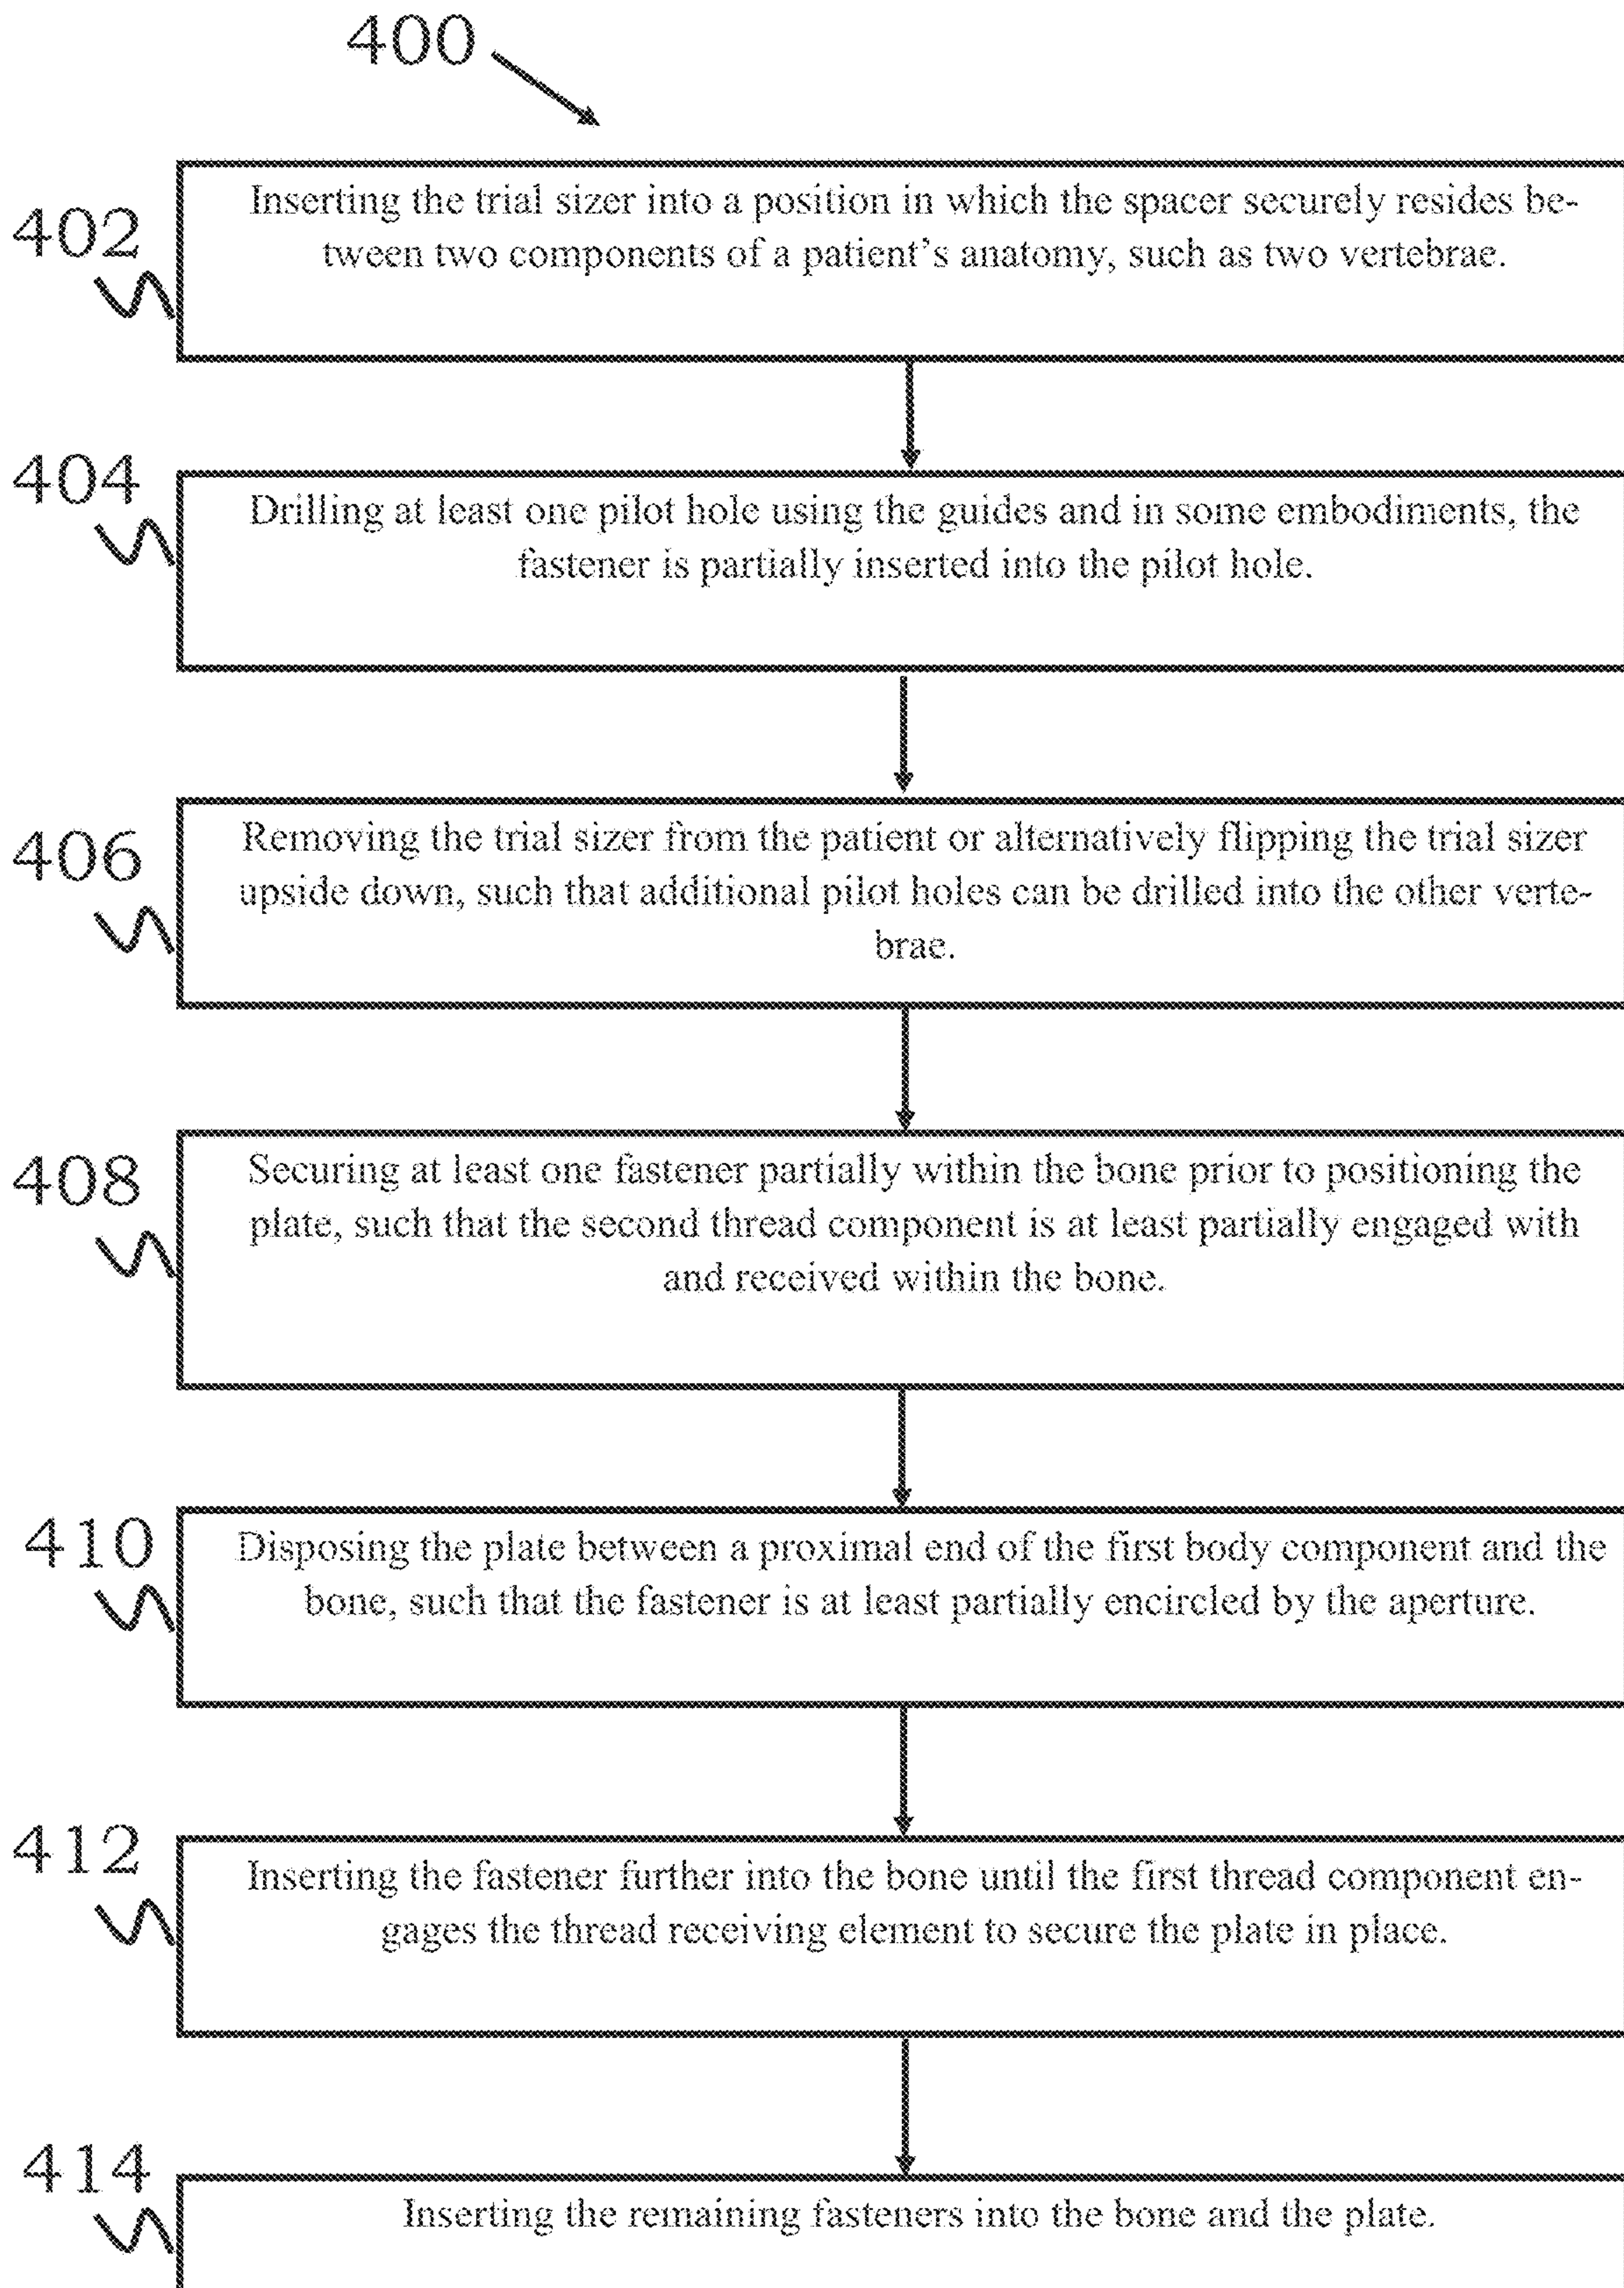 400
402
Inserting the trial sizer into a position in which the spacer securely resides be-
tween two components of a patient's anatomy, such as two vertebrae.
404
Drilling at least one pilot hole using the guides and in some embodiments, the
fastener is partially inserted into the pilot hole.
406
Removing the trial sizer from the patient or alternatively flipping the trial sizer
upside down, such that additional pilot holes can be drilled into the other verte-
brae.
408
Securing at least one fastener partially within the bone prior to positioning the
plate, such that the second thread component is at least partially engaged with
and received within the bone.
410
Disposing the plate between a proximal end of the first body component and the
bone, such that the fastener is at least partially encircled by the aperture.
412
Inserting the fastener further into the bone until the first thread component en-
gages the thread receiving element to secure the plate in place.
414
Inserting the remaining fasteners into the bone and the plate.